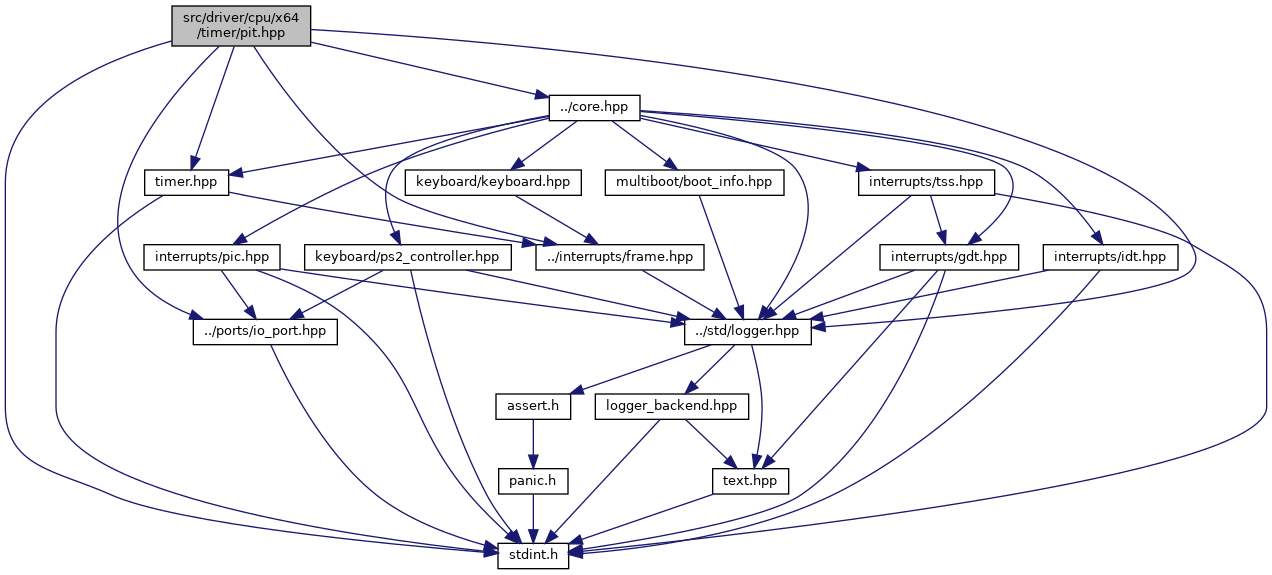 src/driver/cpu/x64
/timer/pit.hpp
../core.hpp
timer.hpp
keyboard/keyboard.hpp
multiboot/boot_info.hpp
interrupts/tss.hpp
interrupts/pic.hpp
keyboard/ps2_controller.hpp
../interrupts/frame.hpp
interrupts/gdt.hpp
interrupts/idt.hpp
../ports/io_port.hpp
../std/logger.hpp
assert.h
logger_backend.hpp
panic.h
text.hpp
stdint.h